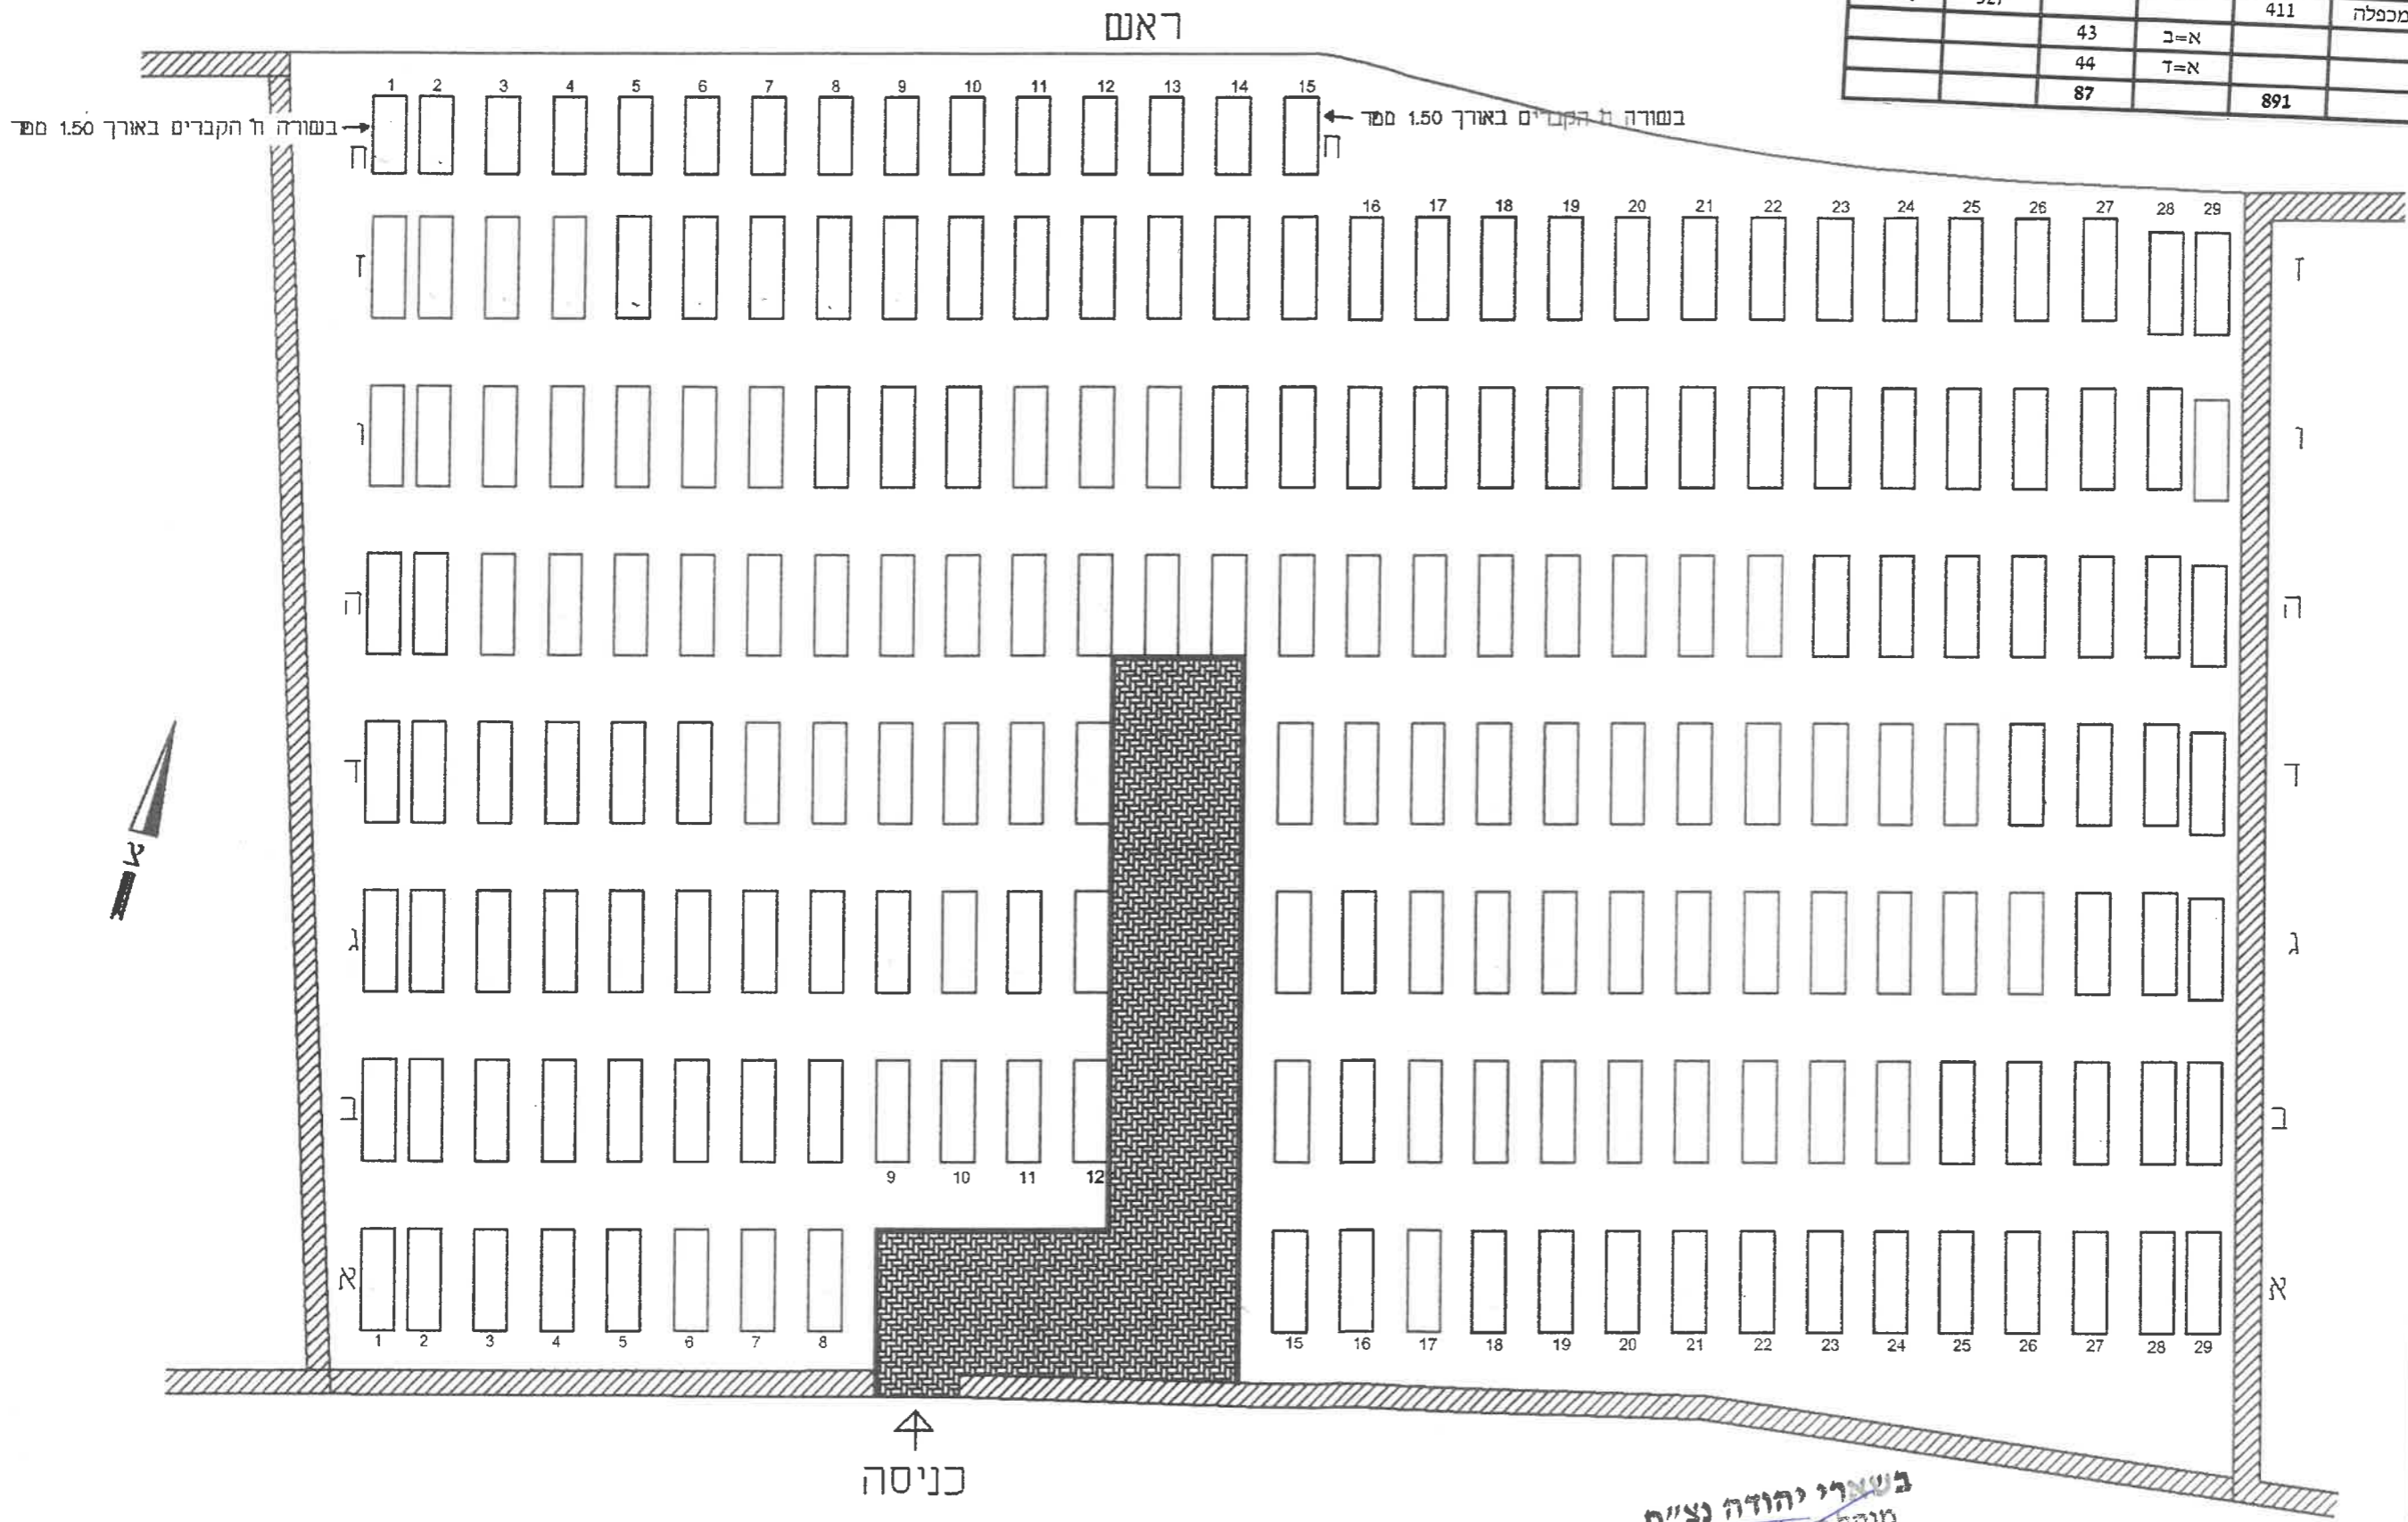 ראש
411 מכפלה
א=ב 43
א=ד 44
891 87
1 2 3 4 5 6 7 8 9 10 11 12 13 14 15
בשורה ח' הקברים באורך 1.50 מטר
בשורה ח' הקברים באורך 1.50 מטר
ח ח
16 17 18 19 20 21 22 23 24 25 26 27 28 29
ז ז
ו ו
ה ה
ד ד
ג ג
ב ב
9 10 11 12
א א
1 2 3 4 5 6 7 8 15 16 17 18 19 20 21 22 23 24 25 26 27 28 29
כניסה
בשארי יהודה נצ"ח